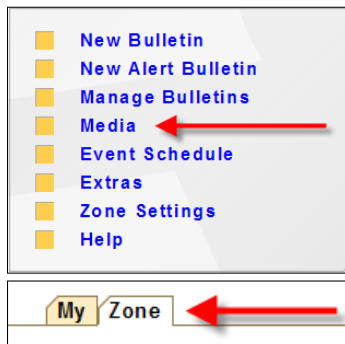 New Bulletin
New Alert Bulletin
Manage Bulletins
Media
Event Schedule
Extras
Zone Settings
Help
My Zone